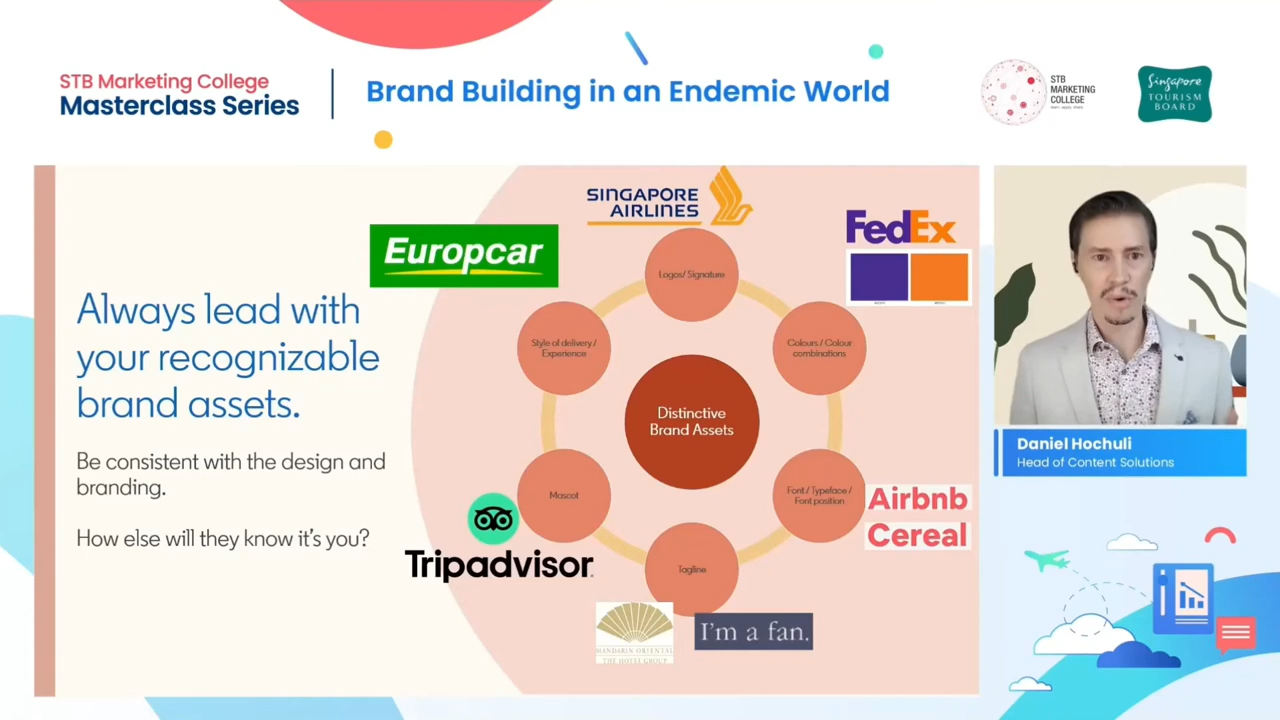 STB Marketing College
Masterclass Series
Brand Building in an Endemic World
STB
MARKETING
COLLEGE
Singapore
TOURISM
BOARD
Always lead with
your recognizable
brand assets.
Be consistent with the design and
branding.
How else will they know it's you?
SINGAPORE
AIRLINES
Europcar
FedEx
Logos/ Signature
Style of delivery /
Experience
Colours / Colour
combinations
Distinctive
Brand Assets
Mascot
Font / Typeface /
Font position
Airbnb
Cereal
Tripadvisor
Tagline
MANDARIN ORIENTAL
THE HOTEL GROUP
I'm a fan.
Daniel Hochuli
Head of Content Solutions